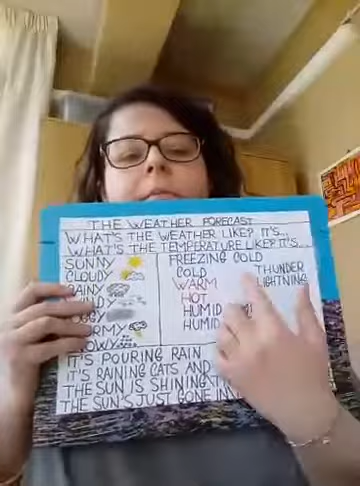 THE WEATHER FORECAST
WHAT'S THE WEATHER LIKE? IT'S...
WHAT'S THE TEMPERATURE LIKE? IT'S...
SUNNY
CLOUDY
RAINY
FREEZING COLD
COLD
WARM
HOT
HUMID
HUMID
THUNDER
LIGHTNING
IT'S POURING RAIN
IT'S RAINING CATS AND
THE SUN IS SHINING
THE SUN'S JUST GONE IN